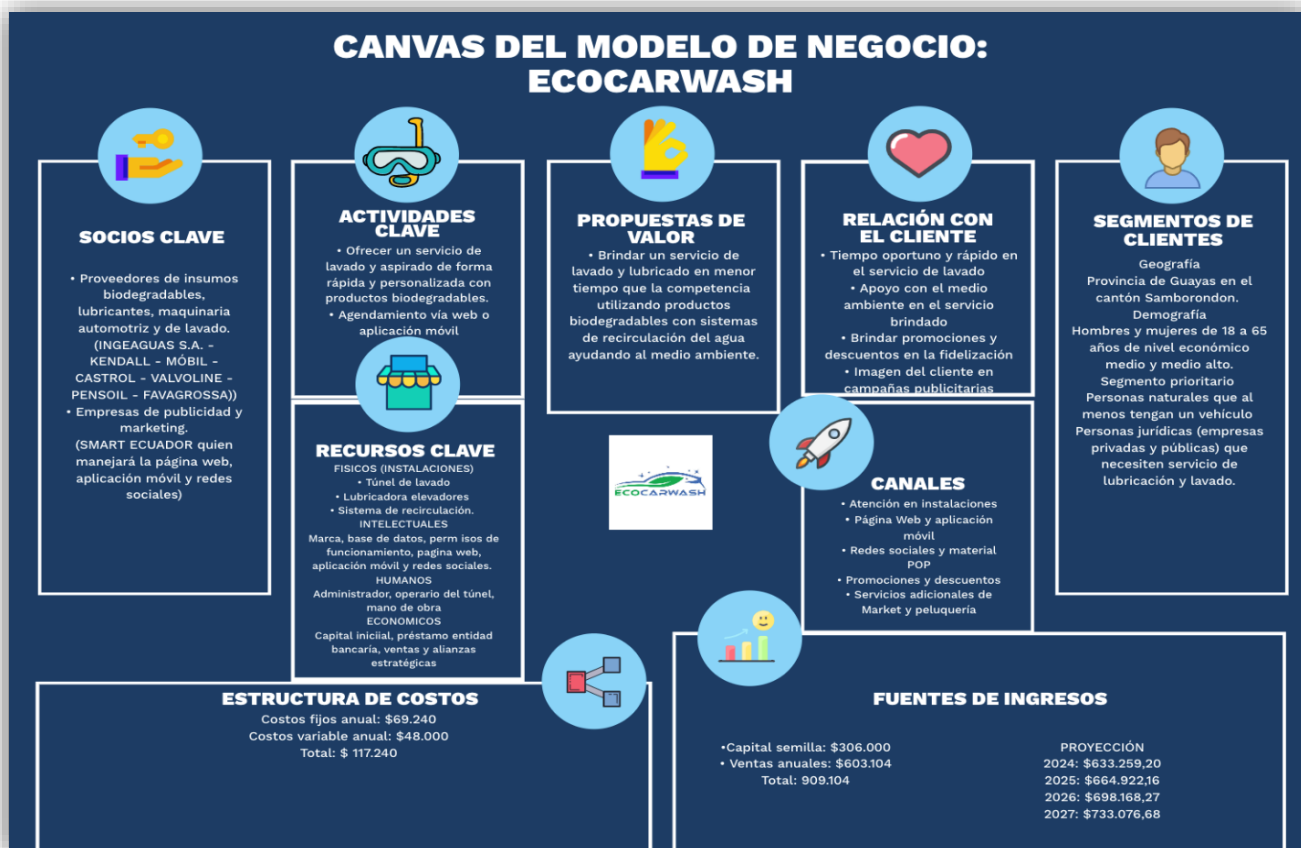 CANVAS DEL MODELO DE NEGOCIO:
ECOCARWASH
SOCIOS CLAVE
• Proveedores de insumos
biodegradables,
lubricantes, maquinaria
automotriz y de lavado.
(INGEAGUAS S.A. -
KENDALL - MÓBIL -
CASTROL - VALVOLINE -
PENSOIL - FAVAGROSSA))
• Empresas de publicidad y
marketing.
(SMART ECUADOR quien
manejará la página web,
aplicación móvil y redes
sociales)
ACTIVIDADES
CLAVE
• Ofrecer un servicio de
lavado y aspirado de forma
rápida y personalizada con
productos biodegradables.
• Agendamiento vía web o
aplicación móvil
RECURSOS CLAVE
FISICOS (INSTALACIONES)
• Túnel de lavado
• Lubricadora elevadores
• Sistema de recirculación.
INTELECTUALES
Marca, base de datos, perm isos de
funcionamiento, pagina web,
aplicación móvil y redes sociales.
HUMANOS
Administrador, operario del túnel,
mano de obra
ECONOMICOS
Capital iniciial, préstamo entidad
bancaría, ventas y alianzas
estratégicas
PROPUESTAS DE
VALOR
• Brindar un servicio de
lavado y lubricado en menor
tiempo que la competencia
utilizando productos
biodegradables con sistemas
de recirculación del agua
ayudando al medio ambiente.
ECOCARWASH
RELACIÓN CON
EL CLIENTE
• Tiempo oportuno y rápido en
el servicio de lavado
• Apoyo con el medio
ambiente en el servicio
brindado
• Brindar promociones y
descuentos en la fidelización
• Imagen del cliente en
campañas publicitarias
CANALES
• Atención en instalaciones
• Página Web y aplicación
móvil
• Redes sociales y material
POP
• Promociones y descuentos
• Servicios adicionales de
Market y peluquería
SEGMENTOS DE
CLIENTES
Geografía
Provincia de Guayas en el
cantón Samborondon.
Demografía
Hombres y mujeres de 18 a 65
años de nivel económico
medio y medio alto.
Segmento prioritario
Personas naturales que al
menos tengan un vehículo
Personas jurídicas (empresas
privadas y públicas) que
necesiten servicio de
lubricación y lavado.
ESTRUCTURA DE COSTOS
Costos fijos anual: $69.240
Costos variable anual: $48.000
Total: $ 117.240
FUENTES DE INGRESOS
•Capital semilla: $306.000
• Ventas anuales: $603.104
Total: 909.104
PROYECCIÓN
2024: $633.259,20
2025: $664.922,16
2026: $698.168,27
2027: $733.076,68